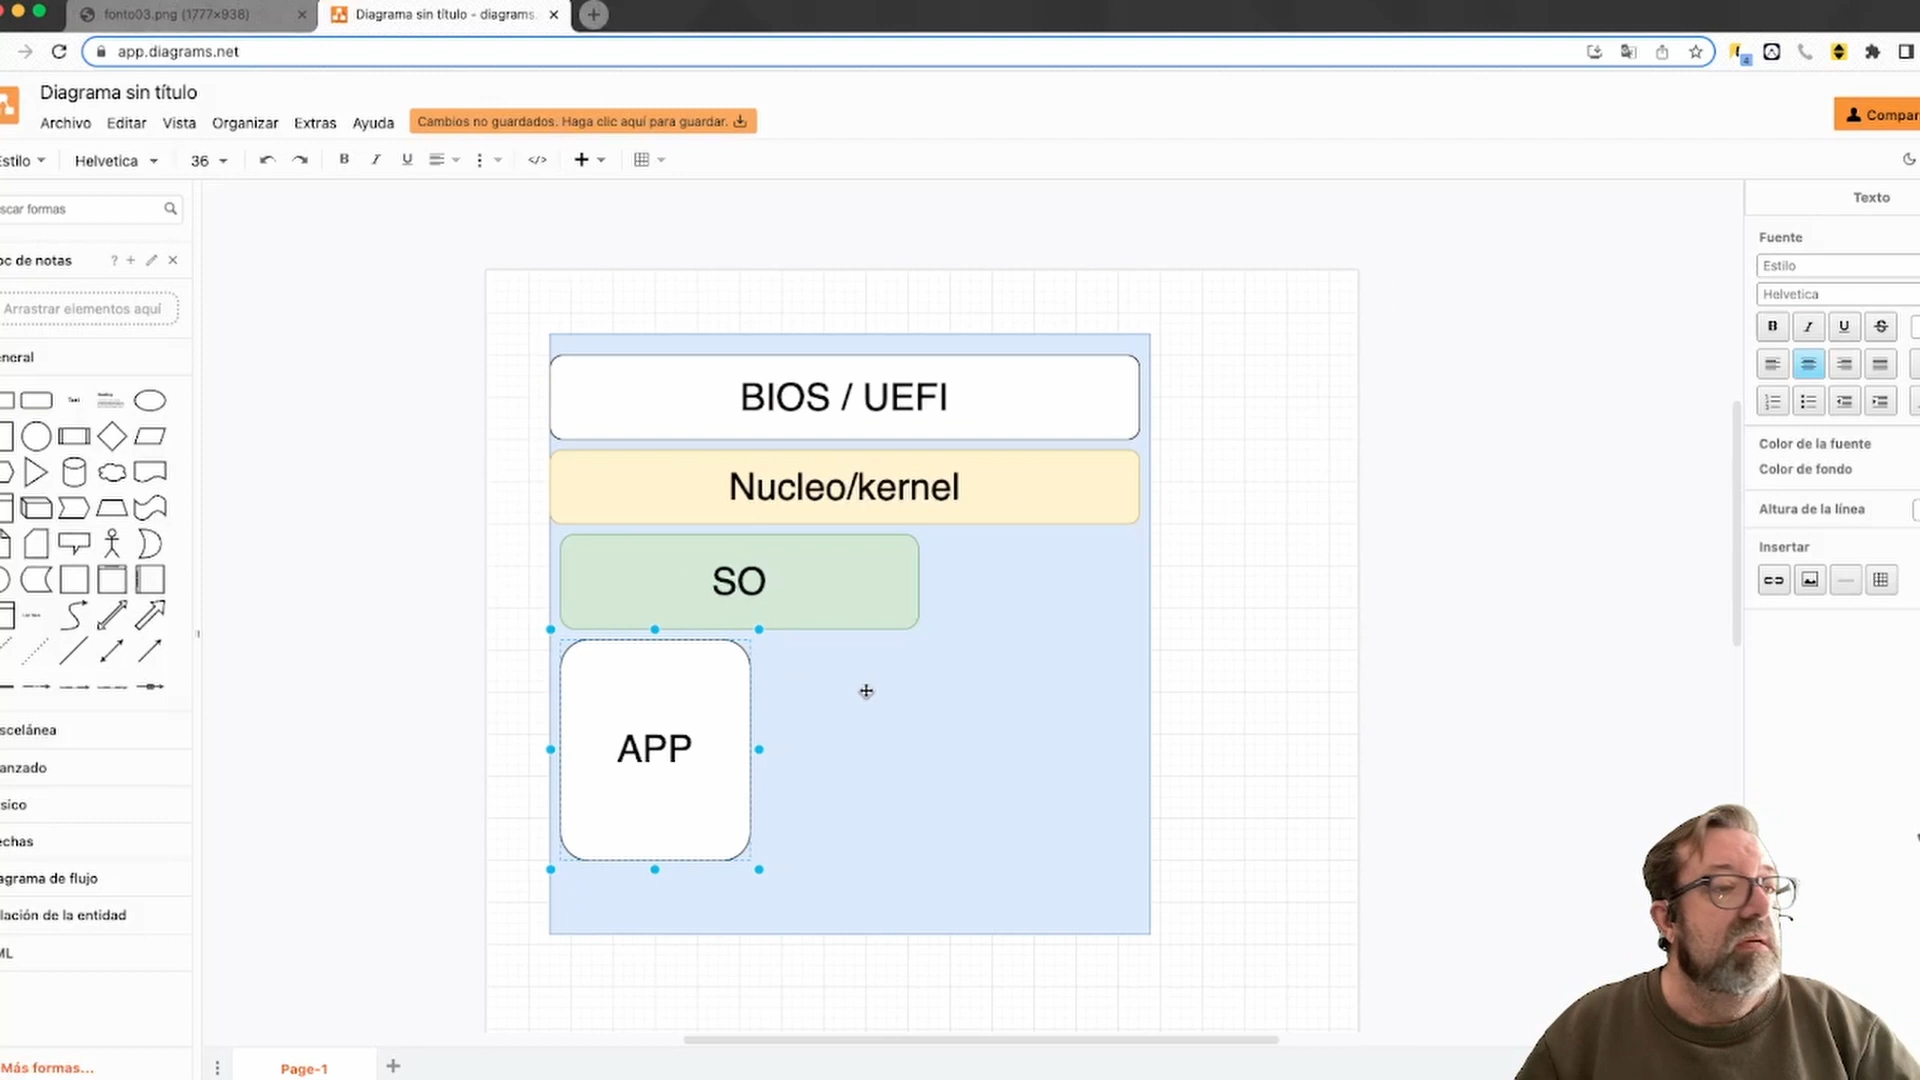 fonto03.png (1777×938)
Diagrama sin título - diagrams.
app.diagrams.net
4
Diagrama sin título
Archivo Editar Vista Organizar Extras Ayuda
Cambios no guardados. Haga clic aquí para guardar.
Compar
Estilo Helvetica 36 B I U
scar formas
oc de notas ?
Arrastrar elementos aquí
eneral
Text
Heading
scelánea
anzado
sico
echas
agrama de flujo
lación de la entidad
ML
Más formas...
BIOS / UEFI
Nucleo/kernel
SO
APP
Page-1
Texto
Fuente
Estilo
Helvetica
B I U S
Color de la fuente
Color de fondo
Altura de la línea
Insertar